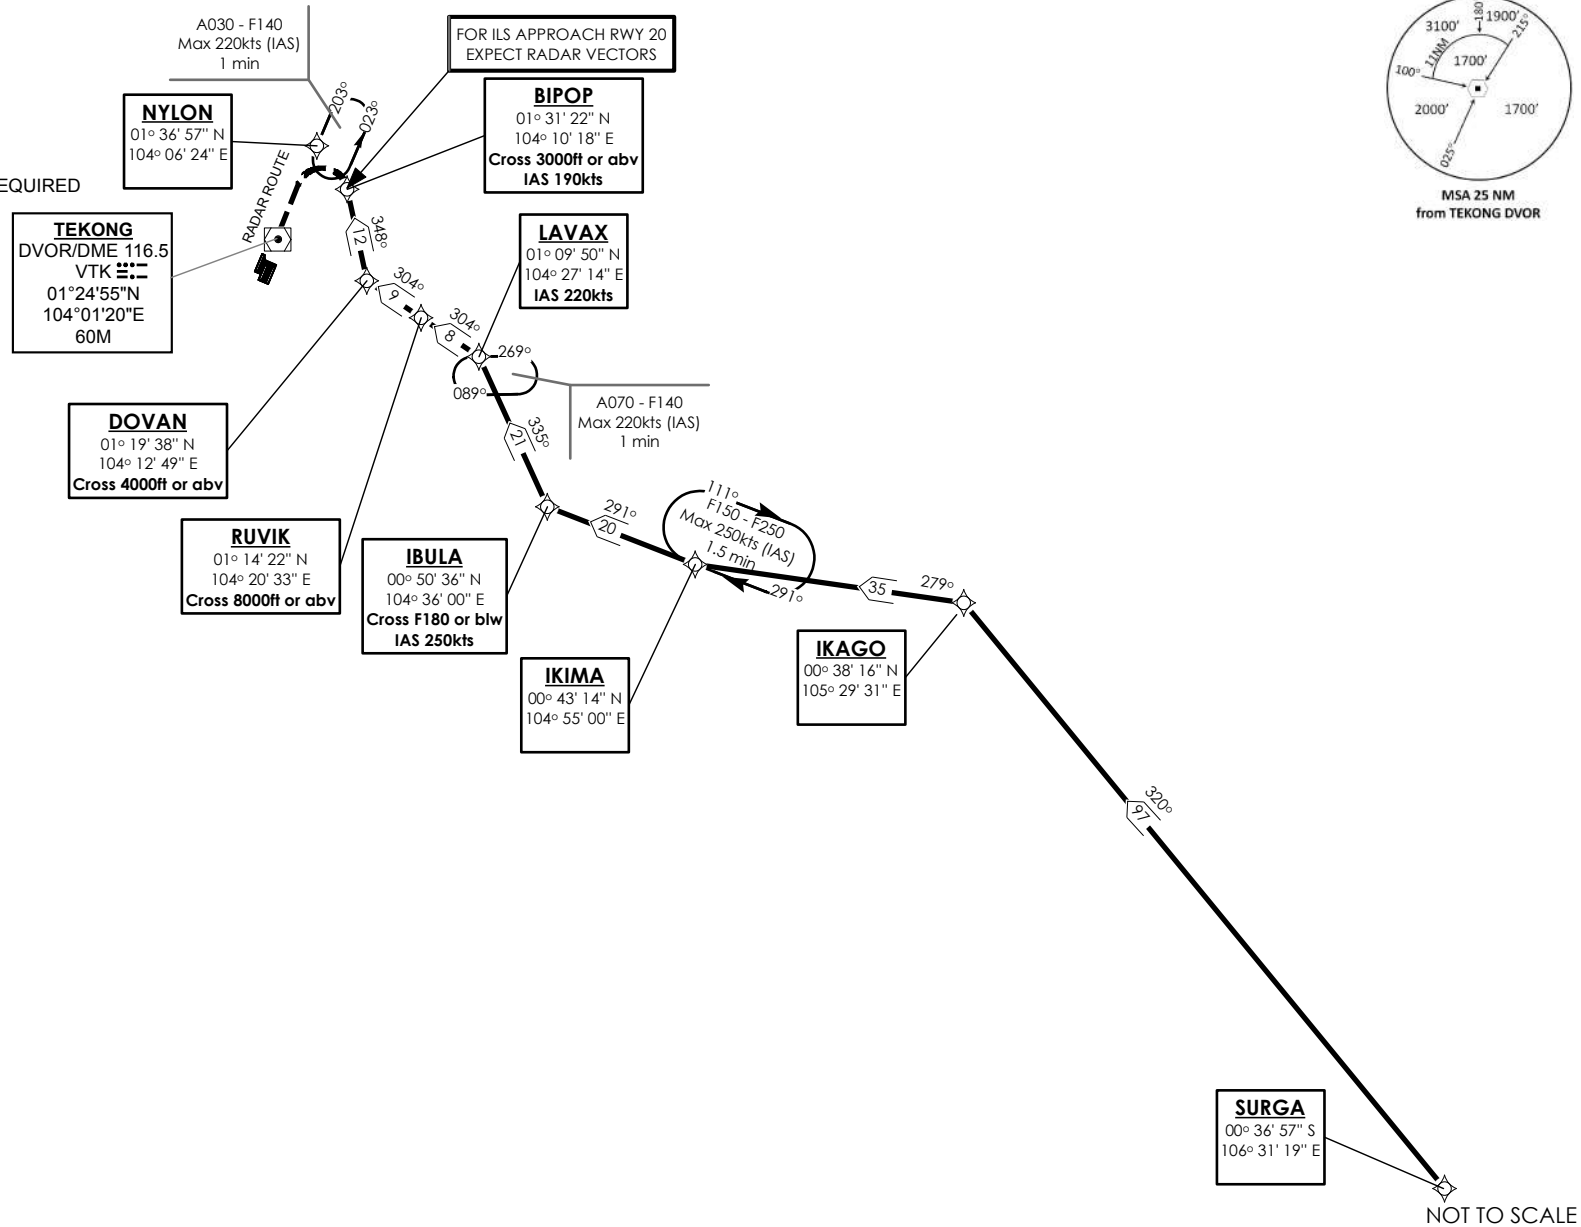 A030 - F140
Max 220kts (IAS)
1 min
FOR ILS APPROACH RWY 20
EXPECT RADAR VECTORS
3100'
180
1900'
215°
11NM
1700'
100°
2000'
1700'
025°
MSA 25 NM
from TEKONG DVOR
NYLON
01° 36' 57" N
104° 06' 24" E
203°
023°
BIPOP
01° 31' 22" N
104° 10' 18" E
Cross 3000ft or abv
IAS 190kts
EQUIRED
RADAR ROUTE
TEKONG
DVOR/DME 116.5
VTK
01°24'55"N
104°01'20"E
60M
348°
12
LAVAX
01° 09' 50" N
104° 27' 14" E
IAS 220kts
304°
9
304°
8
269°
089°
A070 - F140
Max 220kts (IAS)
1 min
DOVAN
01° 19' 38" N
104° 12' 49" E
Cross 4000ft or abv
335°
21
RUVIK
01° 14' 22" N
104° 20' 33" E
Cross 8000ft or abv
IBULA
00° 50' 36" N
104° 36' 00" E
Cross F180 or blw
IAS 250kts
291°
20
111°
F150 - F250
Max 250kts (IAS)
1.5 min
291°
35
279°
IKIMA
00° 43' 14" N
104° 55' 00" E
IKAGO
00° 38' 16" N
105° 29' 31" E
320°
97
SURGA
00° 36' 57" S
106° 31' 19" E
NOT TO SCALE